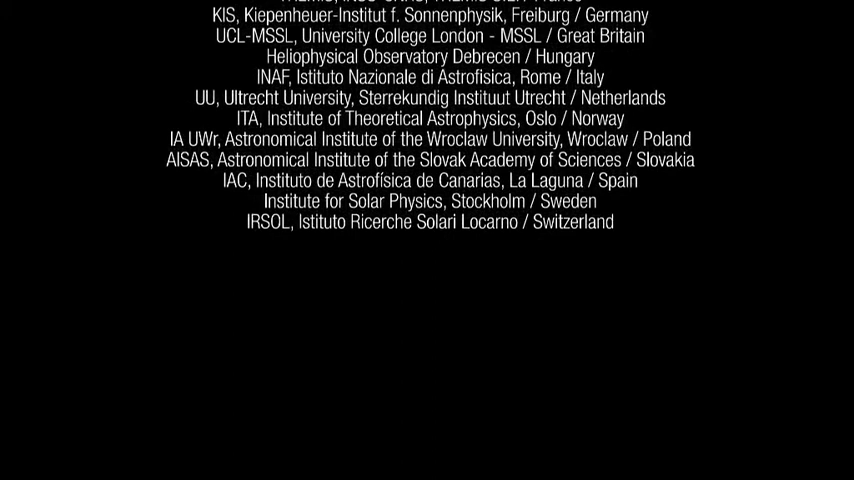 KIS, Kiepenheuer-Institut f. Sonnenphysik, Freiburg / Germany
UCL-MSSL, University College London - MSSL / Great Britain
Heliophysical Observatory Debrecen / Hungary
INAF, Istituto Nazionale di Astrofisica, Rome / Italy
UU, Ultrecht University, Sterrekundig Instituut Utrecht / Netherlands
ITA, Institute of Theoretical Astrophysics, Oslo / Norway
IA UWr, Astronomical Institute of the Wroclaw University, Wroclaw / Poland
AISAS, Astronomical Institute of the Slovak Academy of Sciences / Slovakia
IAC, Instituto de Astrofísica de Canarias, La Laguna / Spain
Institute for Solar Physics, Stockholm / Sweden
IRSOL, Istituto Ricerche Solari Locarno / Switzerland